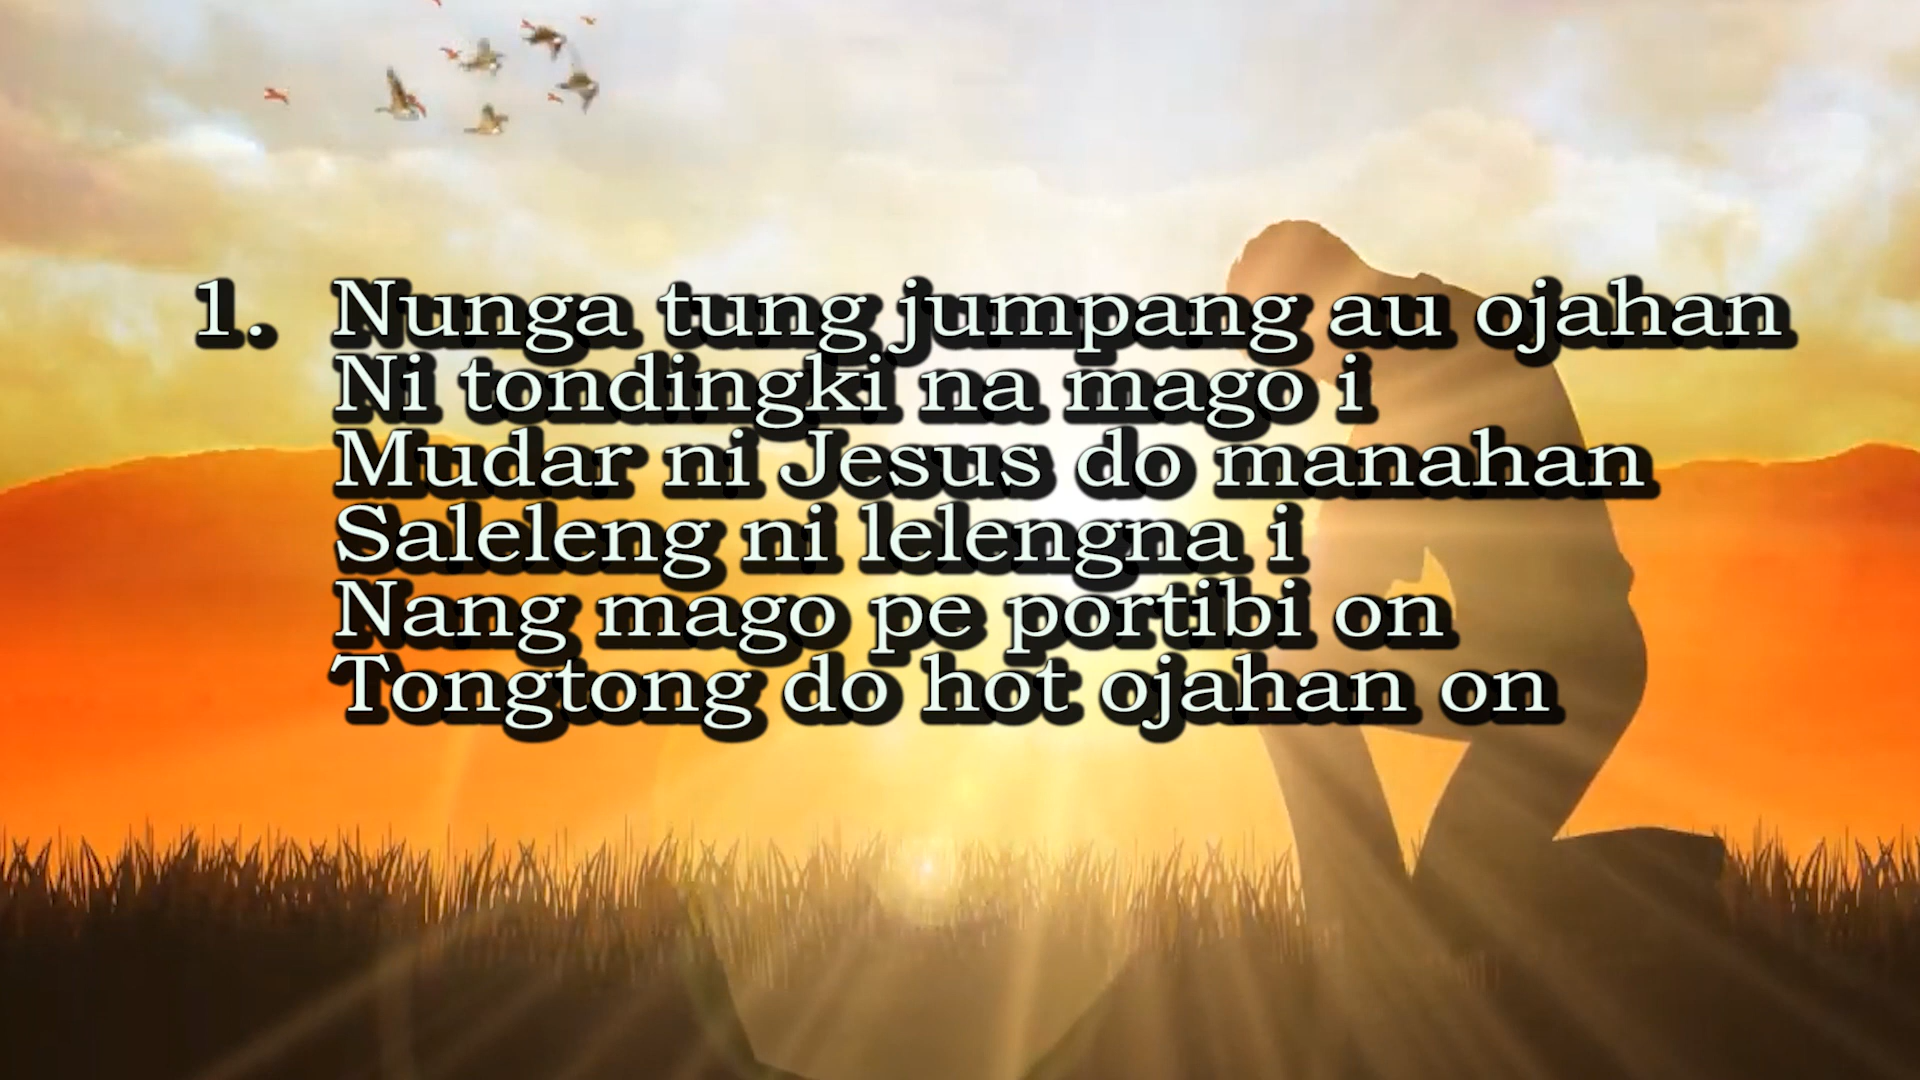 1. Nunga tung jumpang au ojahan
Ni tondingki na mago i
Mudar ni Jesus do manahan
Saleleng ni lelengna i
Nang mago pe portibi on
Tongtong do hot ojahan on